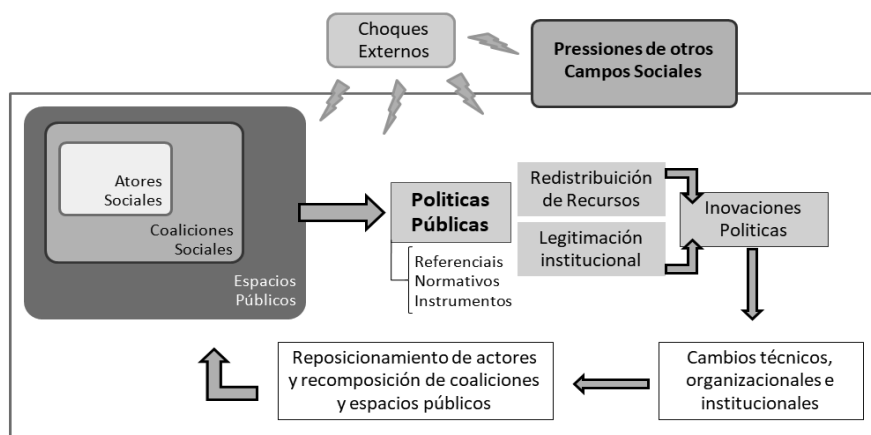 Choques
Externos
Pressiones de otros
Campos Sociales
Atores
Sociales
Coaliciones
Sociales
Espacios
Públicos
Politicas
Públicas
Referenciais
Normativos
Instrumentos
Redistribuición
de Recursos
Legitimación
institucional
Inovaciones
Politicas
Cambios técnicos,
organizacionales e
institucionales
Reposicionamiento de actores
y recomposición de coaliciones
y espacios públicos